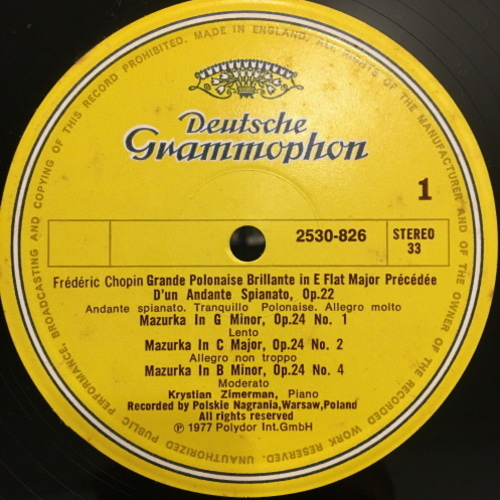 UNAUTHORIZED PUBLIC PERFORMANCE, BROADCASTING AND COPYING OF THIS RECORD PROHIBITED. MADE IN ENGLAND. ALL RIGHTS OF THE MANUFACTURER AND OF THE OWNER OF THE RECORDED WORK RESERVED.
Deutsche
Grammophon
1
2530-826
STEREO
33
Frédéric Chopin Grande Polonaise Brillante in E Flat Major Précédée
D'un Andante Spianato, Op.22
Andante spianato. Tranquillo Polonaise. Allegro molto
Mazurka In G Minor, Op.24 No. 1
Lento
Mazurka In C Major, Op.24 No. 2
Allegro non troppo
Mazurka In B Minor, Op.24 No. 4
Moderato
Krystian Zimerman, Piano
Recorded by Polskie Nagrania,Warsaw,Poland
All rights reserved
℗ 1977 Polydor Int.GmbH